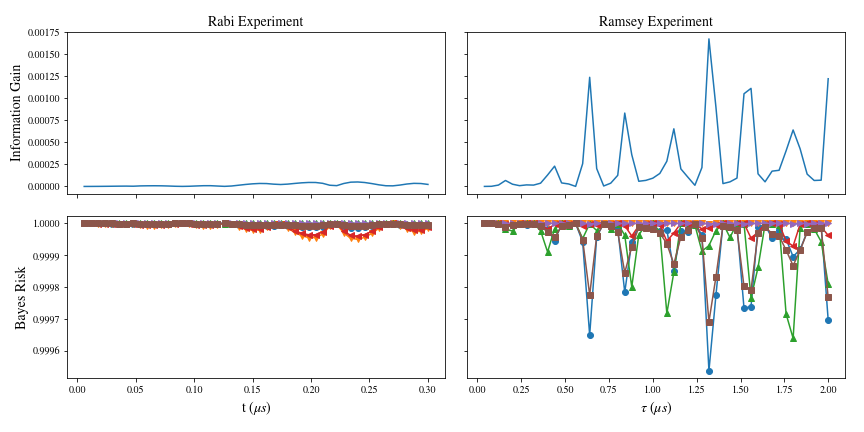 Rabi Experiment
Ramsey Experiment
Information Gain
0.00175
0.00150
0.00125
0.00100
0.00075
0.00050
0.00025
0.00000
Bayes Risk
1.0000
0.9999
0.9998
0.9997
0.9996
0.00 0.05 0.10 0.15 0.20 0.25 0.30
t (μs)
0.00 0.25 0.50 0.75 1.00 1.25 1.50 1.75 2.00
τ (μs)